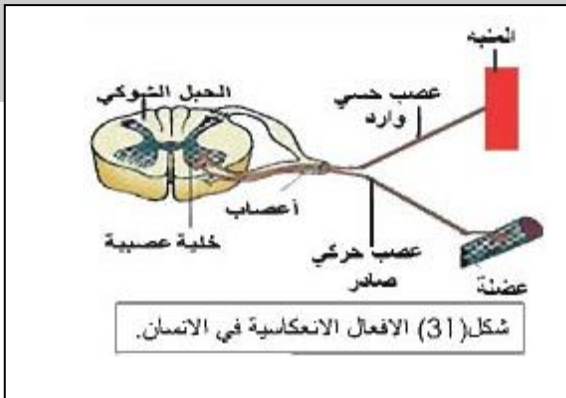 المنبه
عصب حسي
وارد
الحبل الشوكي
أعصاب
خلية عصبية
عصب حركي
صادر
عضلة
شكل(31) الافعال الانعكاسية في الانسان.